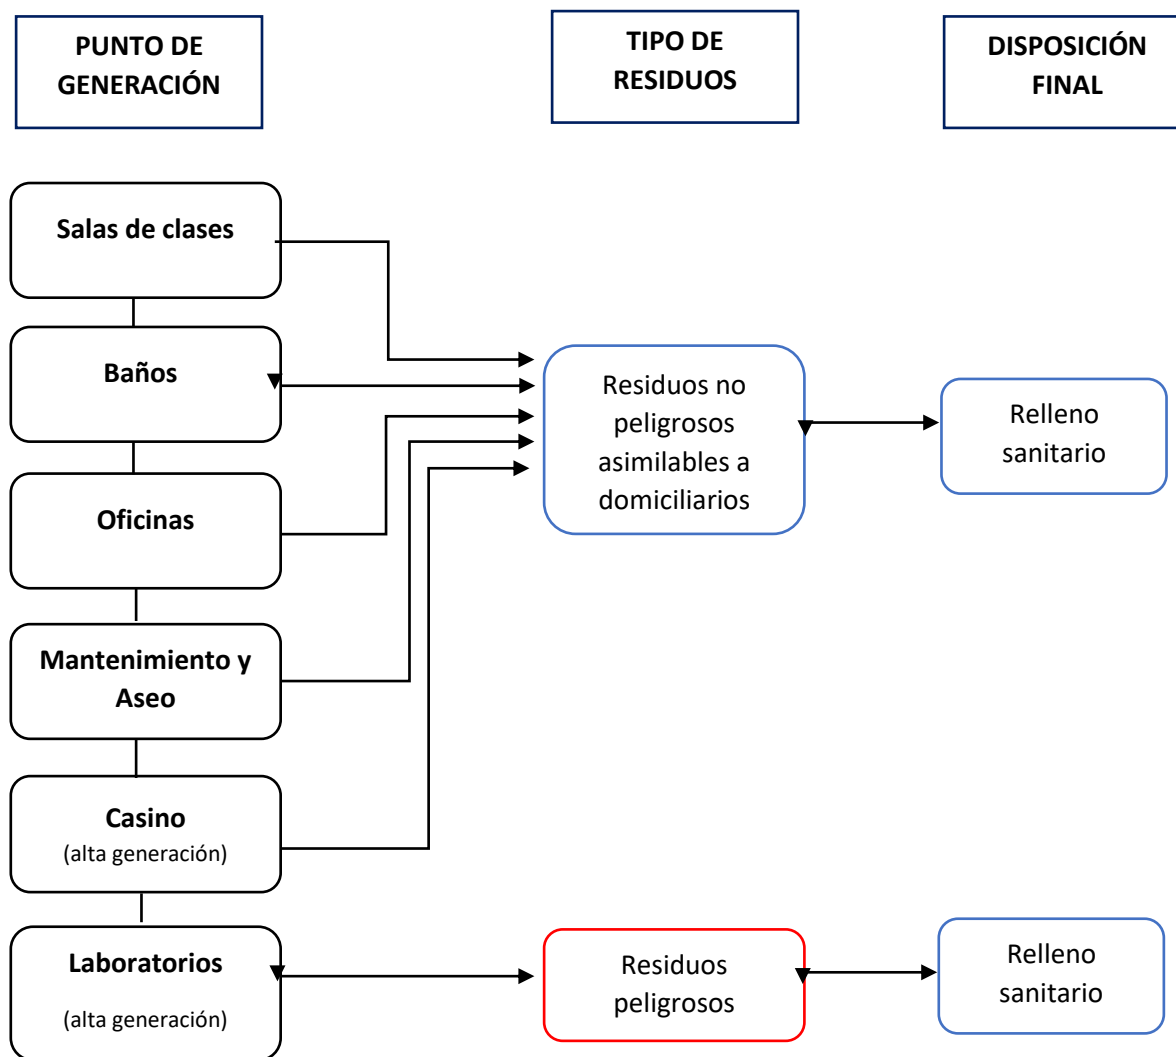 PUNTO DE
GENERACIÓN
TIPO DE
RESIDUOS
DISPOSICIÓN
FINAL
Salas de clases
Baños
Oficinas
Mantenimiento y
Aseo
Casino
(alta generación)
Laboratorios
(alta generación)
Residuos no
peligrosos
asimilables a
domiciliarios
Relleno
sanitario
Residuos
peligrosos
Relleno
sanitario